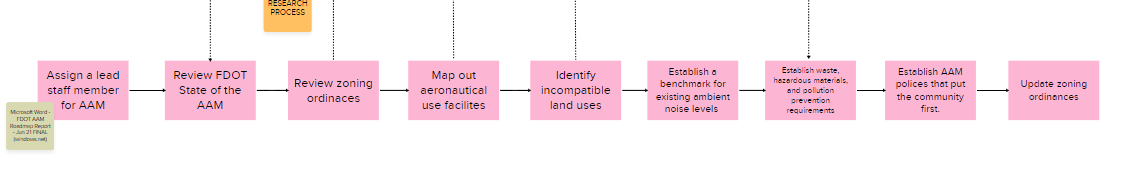 RESEARCH
PROCESS
Assign a lead
staff member
for AAM
Review FDOT
State of the
AAM
Review zoning
ordinaces
Map out
aeronautical
use facilites
Identify
incompatible
land uses
Establish a
benchmark for
existing ambient
noise levels
Establish waste,
hazardous materials,
and pollution
prevention
requirements
Establish AAM
polices that put
the community
first.
Update zoning
ordinances
Microsoft Word -
FDOT AAM
Roadmap Report
- Jun 21 FINAL
(windows.net)